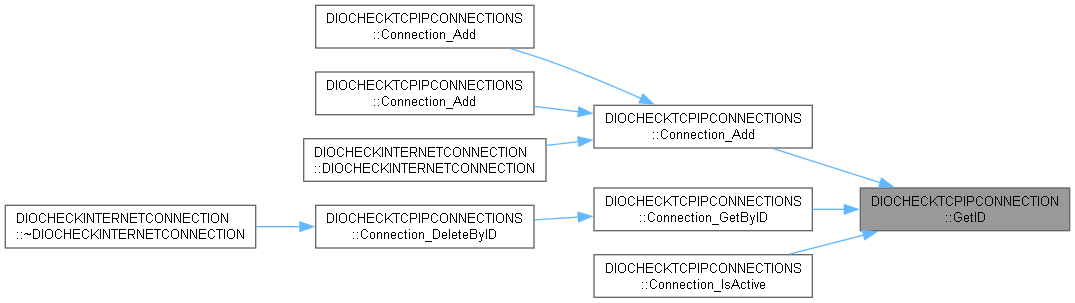 DIOCHECKTCPIPCONNECTIONS
::Connection_Add
DIOCHECKTCPIPCONNECTIONS
::Connection_Add
DIOCHECKTCPIPCONNECTIONS
::Connection_Add
DIOCHECKINTERNETCONNECTION
::DIOCHECKINTERNETCONNECTION
DIOCHECKTCPIPCONNECTION
::GetID
DIOCHECKTCPIPCONNECTIONS
::Connection_GetByID
DIOCHECKINTERNETCONNECTION
::~DIOCHECKINTERNETCONNECTION
DIOCHECKTCPIPCONNECTIONS
::Connection_DeleteByID
DIOCHECKTCPIPCONNECTIONS
::Connection_IsActive